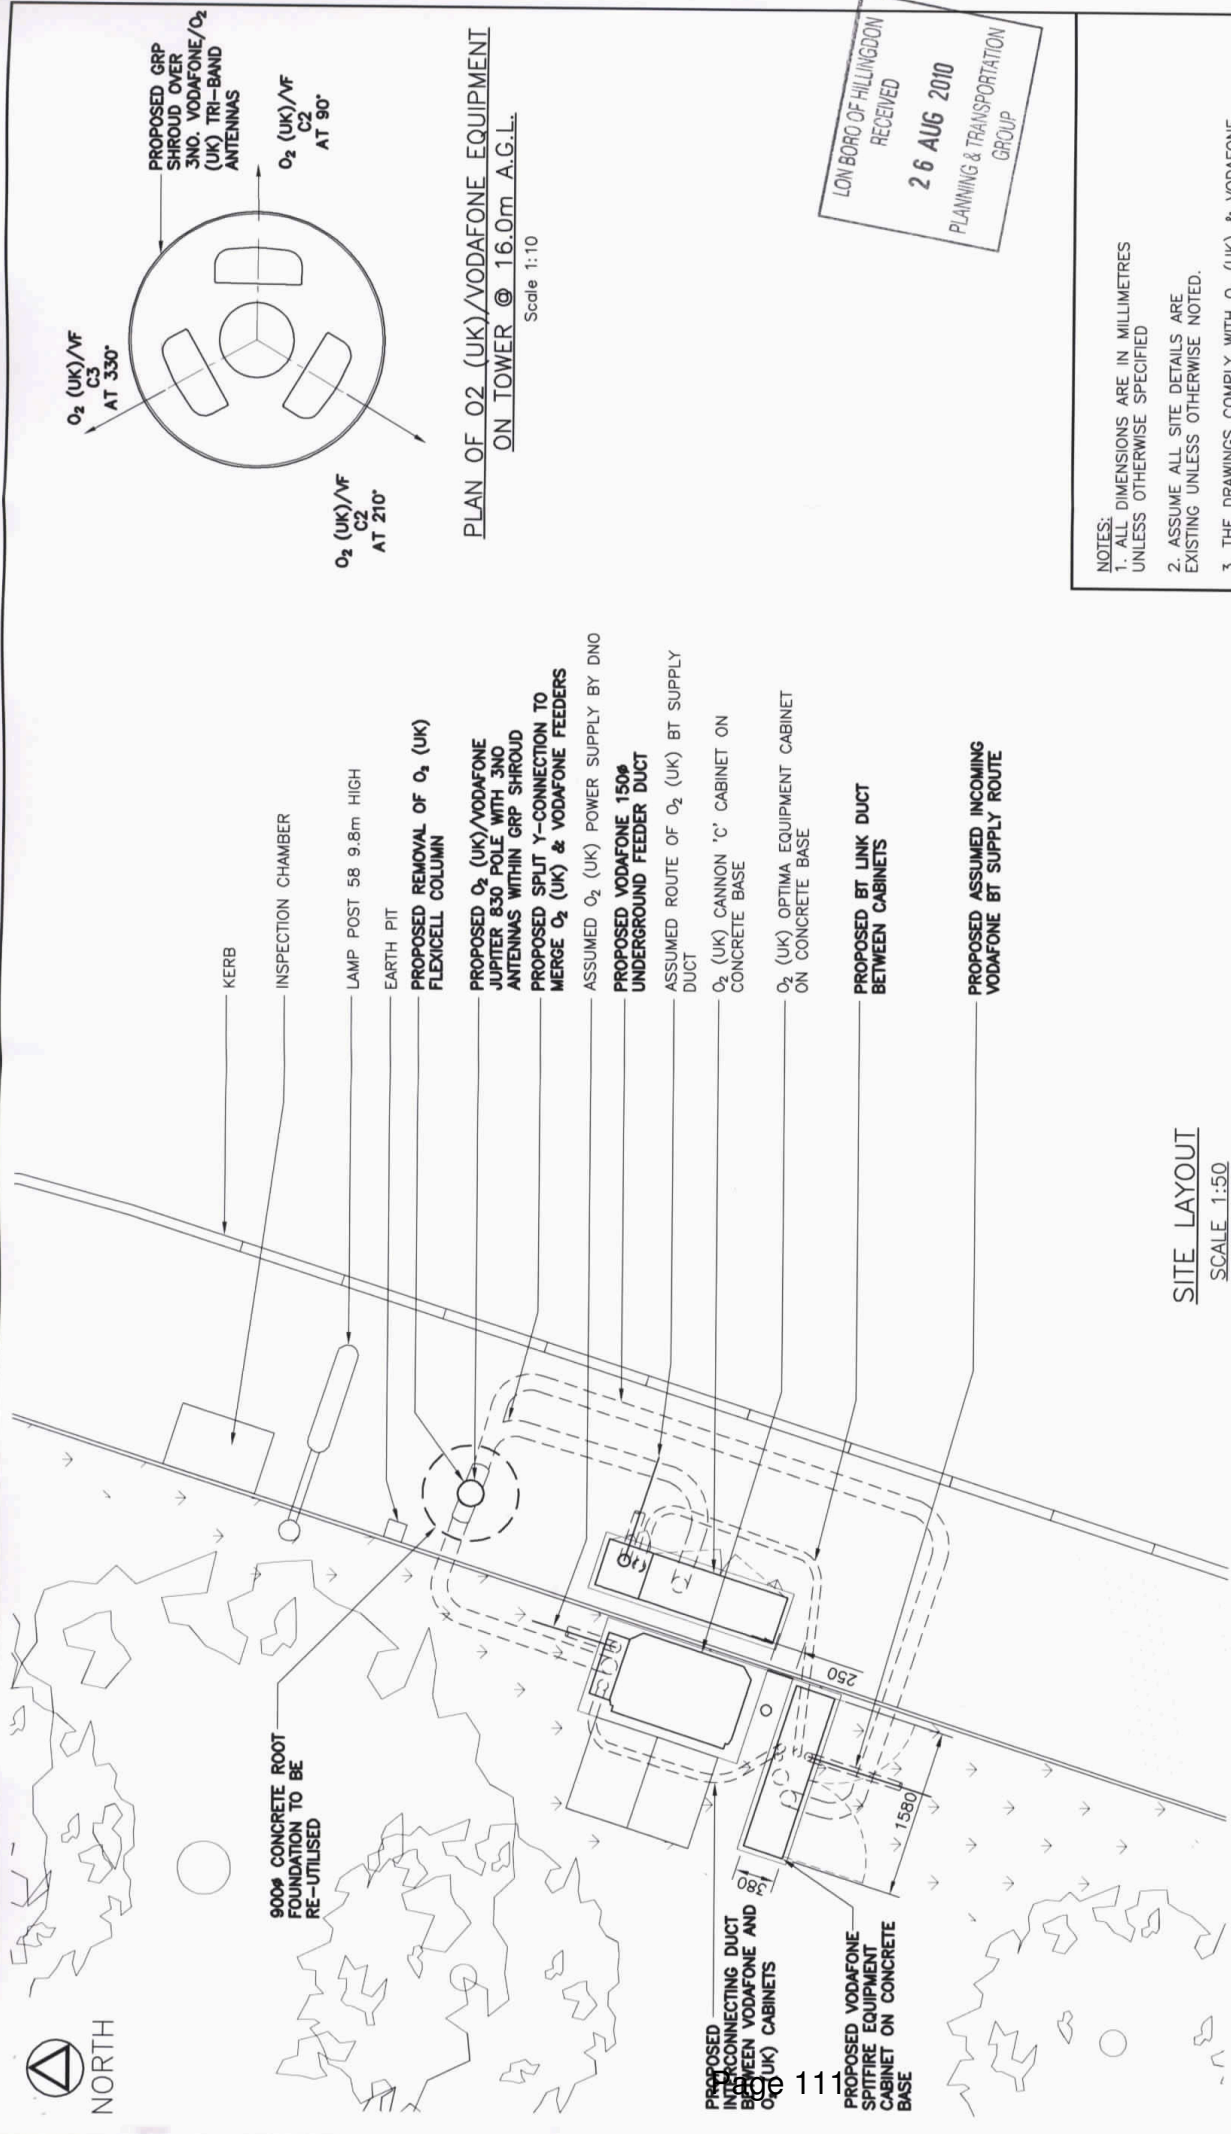 NORTH
900ø CONCRETE ROOT
FOUNDATION TO BE
RE-UTILISED
PROPOSED
INTERCONNECTING DUCT
BETWEEN VODAFONE AND
O₂ (UK) CABINETS
PROPOSED VODAFONE
SPITFIRE EQUIPMENT
CABINET ON CONCRETE
BASE
380
1580
250
KERB
INSPECTION CHAMBER
LAMP POST 58 9.8m HIGH
EARTH PIT
PROPOSED REMOVAL OF O₂ (UK)
FLEXICELL COLUMN
PROPOSED O₂ (UK)/VODAFONE
JUPITER 830 POLE WITH 3NO
ANTENNAS WITHIN GRP SHROUD
PROPOSED SPLIT Y-CONNECTION TO
MERGE O₂ (UK) & VODAFONE FEEDERS
ASSUMED O₂ (UK) POWER SUPPLY BY DNO
PROPOSED VODAFONE 150ø
UNDERGROUND FEEDER DUCT
ASSUMED ROUTE OF O₂ (UK) BT SUPPLY
DUCT
O₂ (UK) CANNON 'C' CABINET ON
CONCRETE BASE
O₂ (UK) OPTIMA EQUIPMENT CABINET
ON CONCRETE BASE
PROPOSED BT LINK DUCT
BETWEEN CABINETS
PROPOSED ASSUMED INCOMING
VODAFONE BT SUPPLY ROUTE
SITE LAYOUT
SCALE 1:50
O₂ (UK)/VF
C3
AT 330°
PROPOSED GRP
SHROUD OVER
3NO. VODAFONE/O₂
(UK) TRI-BAND
ANTENNAS
O₂ (UK)/VF
C2
AT 90°
O₂ (UK)/VF
C2
AT 210°
PLAN OF O2 (UK)/VODAFONE EQUIPMENT
ON TOWER @ 16.0m A.G.L.
Scale 1:10
LON BORO OF HILLINGDON
RECEIVED
26 AUG 2010
PLANNING & TRANSPORTATION
GROUP
NOTES:
1. ALL DIMENSIONS ARE IN MILLIMETRES
UNLESS OTHERWISE SPECIFIED
2. ASSUME ALL SITE DETAILS ARE
EXISTING UNLESS OTHERWISE NOTED.
3. THE DRAWINGS COMPLY WITH O₂ (UK) & VODAFONE
Page 111